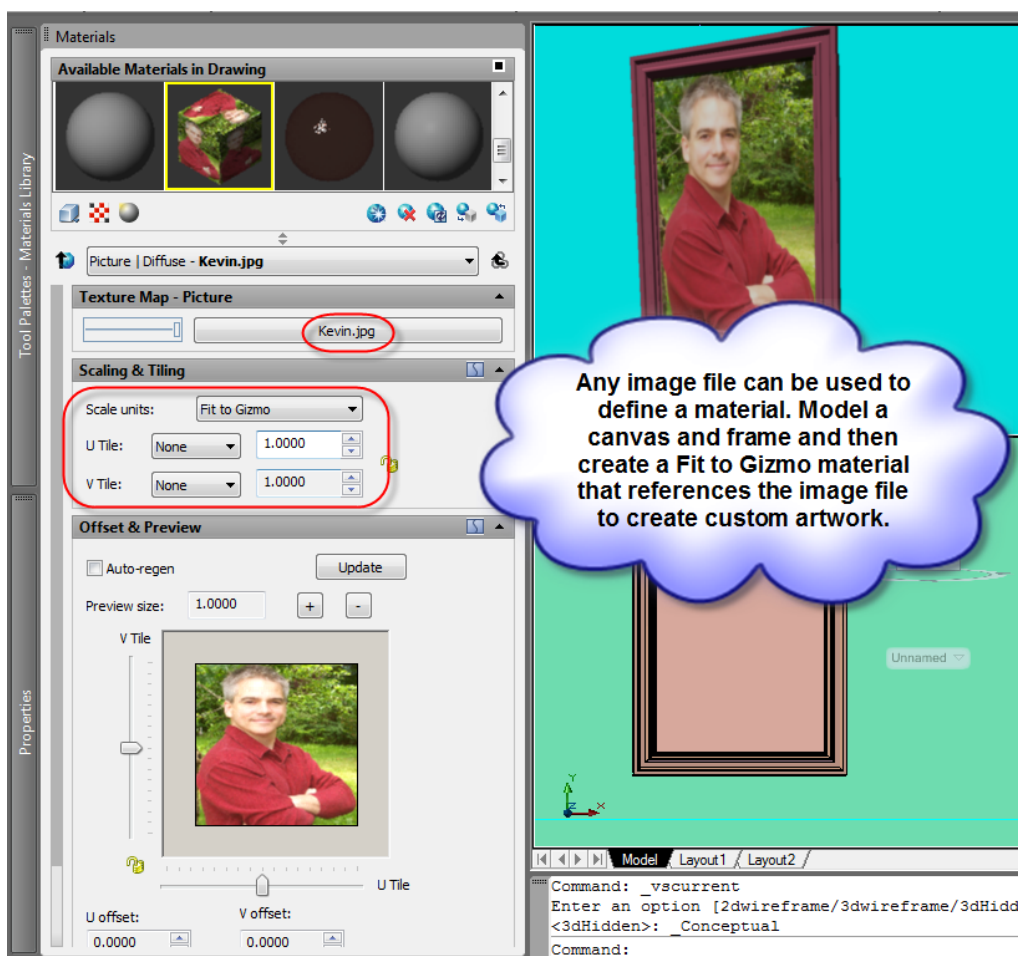 Materials
Available Materials in Drawing
Tool Palettes - Materials Library
Properties
Picture | Diffuse - Kevin.jpg
Texture Map - Picture
Kevin.jpg
Scaling & Tiling
Scale units: Fit to Gizmo
U Tile: None 1.0000
V Tile: None 1.0000
Offset & Preview
Auto-regen Update
Preview size: 1.0000 + -
V Tile
U Tile
U offset: V offset:
0.0000 0.0000
Any image file can be used to
define a material. Model a
canvas and frame and then
create a Fit to Gizmo material
that references the image file
to create custom artwork.
Unnamed
Y
Z X
Model Layout1 Layout2
Command: _vscurrent
Enter an option [2dwireframe/3dwireframe/3dHidd
<3dHidden>: _Conceptual
Command: